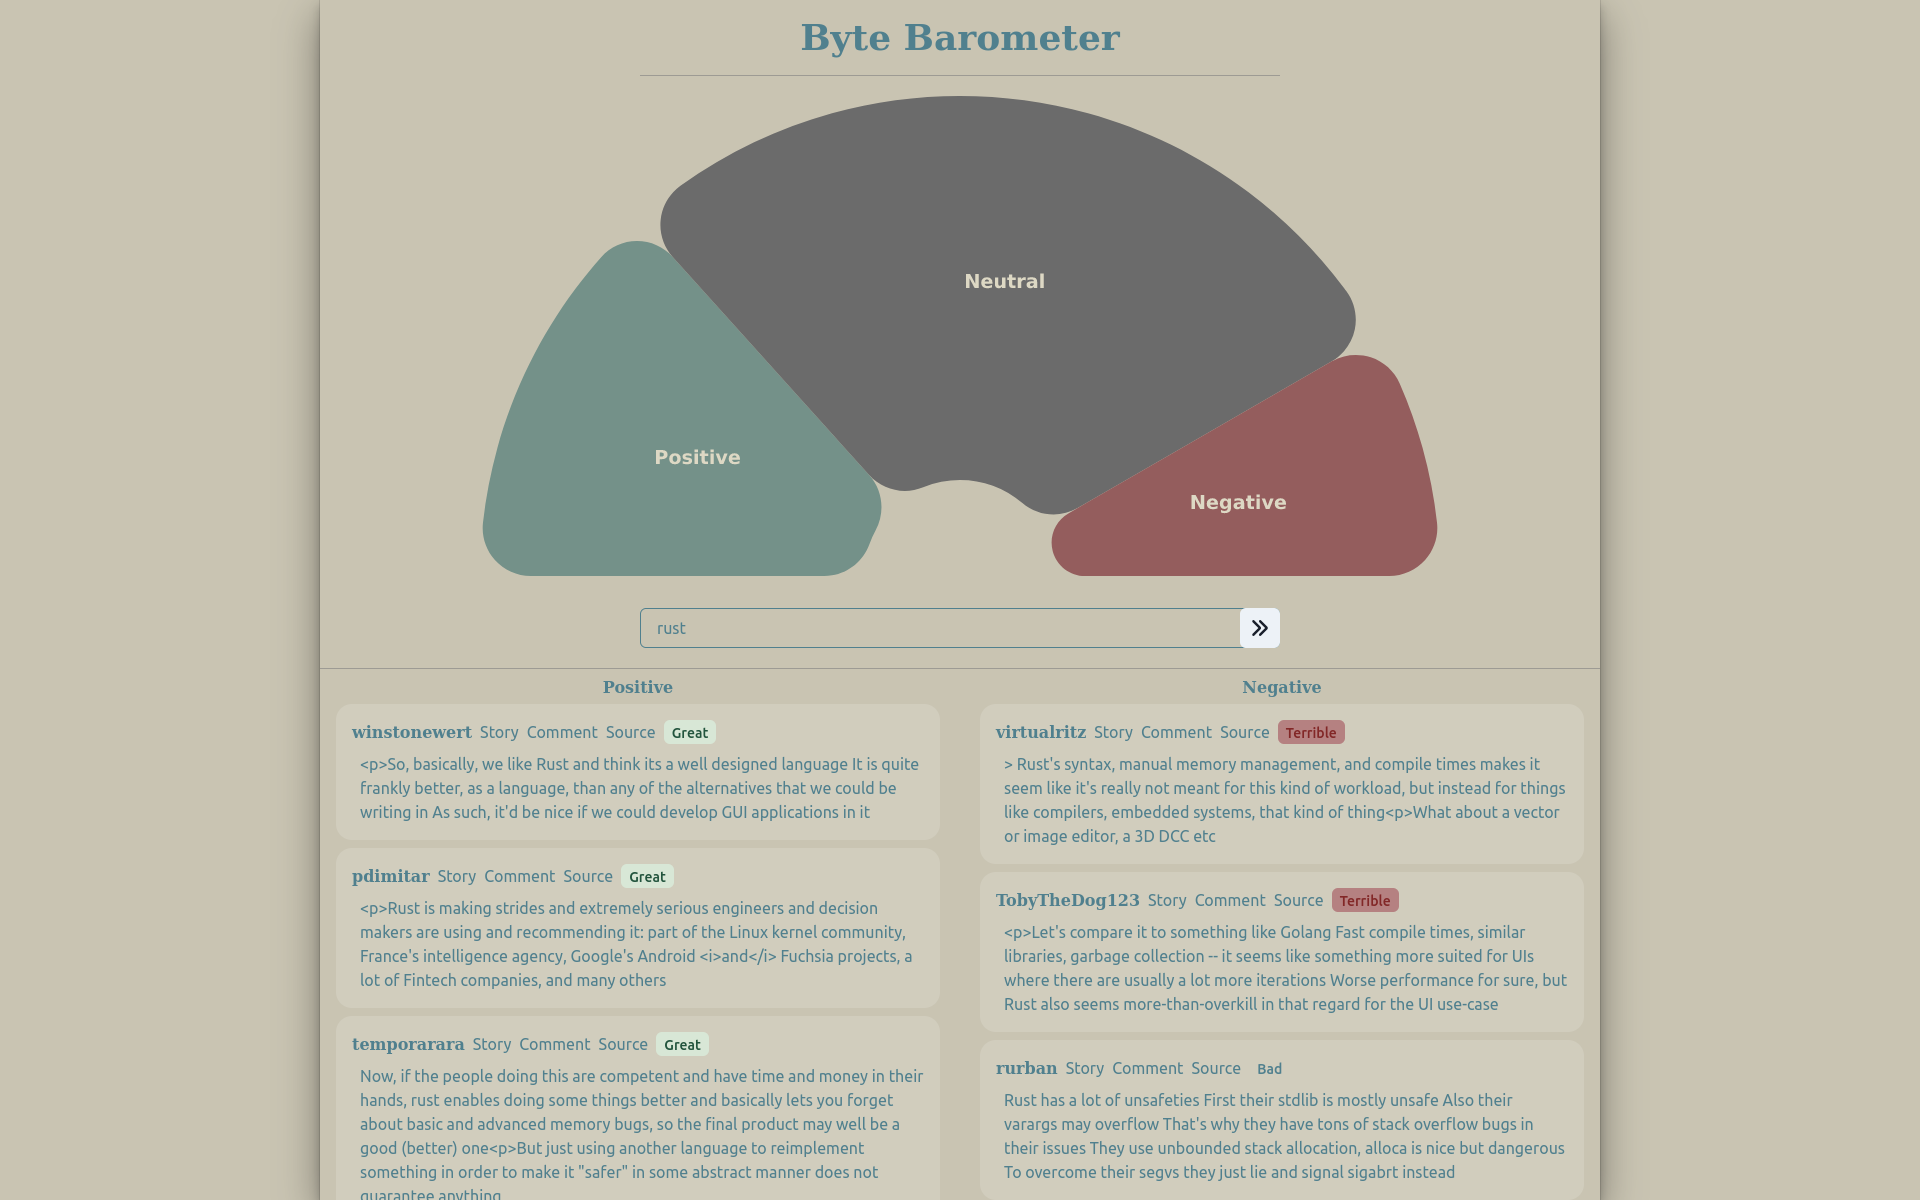 Byte Barometer
Neutral
Positive
Negative
rust
Positive
winstonewert Story Comment Source Great
<p>So, basically, we like Rust and think its a well designed language It is quite
frankly better, as a language, than any of the alternatives that we could be
writing in As such, it'd be nice if we could develop GUI applications in it
pdimitar Story Comment Source Great
<p>Rust is making strides and extremely serious engineers and decision
makers are using and recommending it: part of the Linux kernel community,
France's intelligence agency, Google's Android <i>and</i> Fuchsia projects, a
lot of Fintech companies, and many others
temporarara Story Comment Source Great
Now, if the people doing this are competent and have time and money in their
hands, rust enables doing some things better and basically lets you forget
about basic and advanced memory bugs, so the final product may well be a
good (better) one<p>But just using another language to reimplement
something in order to make it "safer" in some abstract manner does not
guarantee anything
Negative
virtualritz Story Comment Source Terrible
> Rust's syntax, manual memory management, and compile times makes it
seem like it's really not meant for this kind of workload, but instead for things
like compilers, embedded systems, that kind of thing<p>What about a vector
or image editor, a 3D DCC etc
TobyTheDog123 Story Comment Source Terrible
<p>Let's compare it to something like Golang Fast compile times, similar
libraries, garbage collection -- it seems like something more suited for UIs
where there are usually a lot more iterations Worse performance for sure, but
Rust also seems more-than-overkill in that regard for the UI use-case
rurban Story Comment Source Bad
Rust has a lot of unsafeties First their stdlib is mostly unsafe Also their
varargs may overflow That's why they have tons of stack overflow bugs in
their issues They use unbounded stack allocation, alloca is nice but dangerous
To overcome their segvs they just lie and signal sigabrt instead